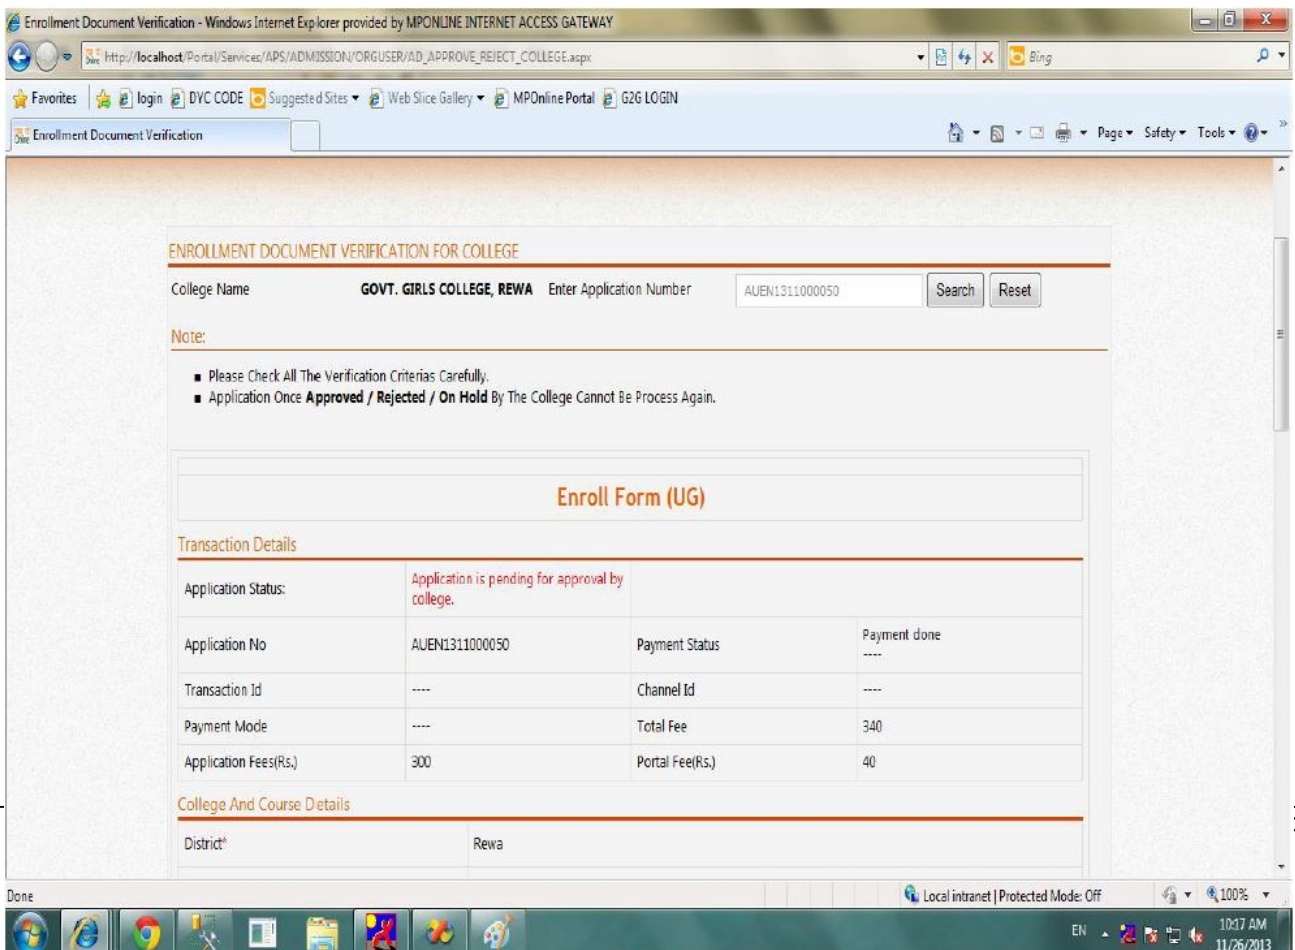 Enrollment Document Verification - Windows Internet Explorer provided by MPONLINE INTERNET ACCESS GATEWAY
http://localhost/Portal/Services/APS/ADMISSION/ORGUSER/AD_APPROVE_REJECT_COLLEGE.aspx Bing
Favorites login DYC CODE Suggested Sites Web Slice Gallery MPOnline Portal G2G LOGIN
Enrollment Document Verification Page Safety Tools
ENROLLMENT DOCUMENT VERIFICATION FOR COLLEGE
College Name GOVT. GIRLS COLLEGE, REWA Enter Application Number AUEN1311000050 Search Reset
Note:
Please Check All The Verification Criterias Carefully.
Application Once Approved / Rejected / On Hold By The College Cannot Be Process Again.
Enroll Form (UG)
Transaction Details
Application Status: Application is pending for approval by
college.
Application No AUEN1311000050 Payment Status Payment done
----
Transaction Id ---- Channel Id ----
Payment Mode ---- Total Fee 340
Application Fees(Rs.) 300 Portal Fee(Rs.) 40
College And Course Details
District* Rewa
Done Local intranet | Protected Mode: Off 100%
EN 10:17 AM
11/26/2013